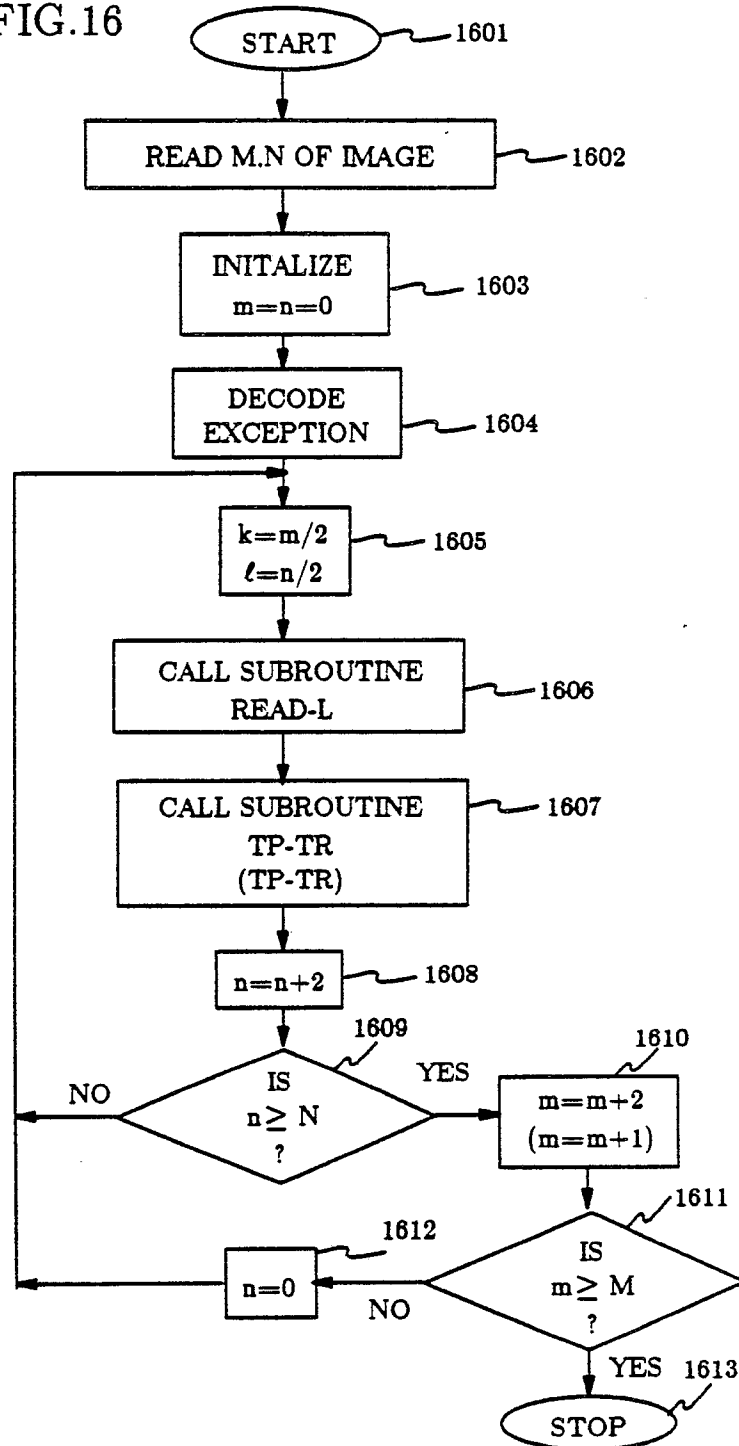 FIG.16
START
1601
READ M.N OF IMAGE
1602
INITALIZE
m=n=0
1603
DECODE
EXCEPTION
1604
k=m/2
ℓ=n/2
1605
CALL SUBROUTINE
READ-L
1606
CALL SUBROUTINE
TP-TR
(TP-TR)
1607
n=n+2
1608
1609
IS
n≥N
?
NO
YES
1610
m=m+2
(m=m+1)
1611
IS
m≥M
?
NO
1612
n=0
YES
1613
STOP